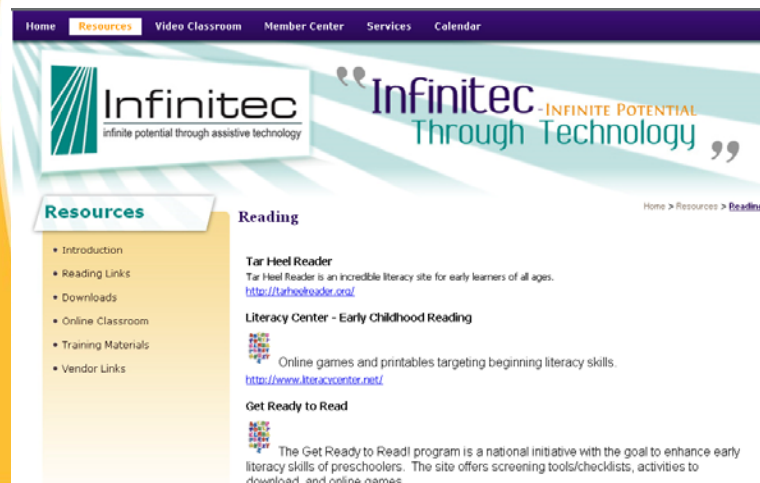 Home Resources Video Classroom Member Center Services Calendar
Infinitec
infinite potential through assistive technology
“Infinitec-Infinite Potential
Through Technology”
Resources
Home > Resources > Reading
Reading
• Introduction
• Reading Links
• Downloads
• Online Classroom
• Training Materials
• Vendor Links
Tar Heel Reader
Tar Heel Reader is an incredible literacy site for early learners of all ages.
http://tarheelreader.org/
Literacy Center - Early Childhood Reading
Online games and printables targeting beginning literacy skills.
http://www.literacycenter.net/
Get Ready to Read
The Get Ready to Read! program is a national initiative with the goal to enhance early
literacy skills of preschoolers. The site offers screening tools/checklists, activities to
download, and online games.